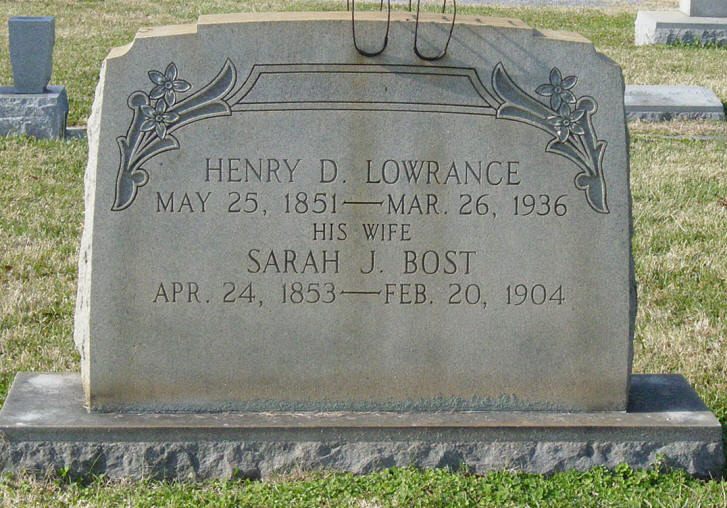 HENRY D. LOWRANCE
MAY 25, 1851—MAR. 26, 1936
HIS WIFE
SARAH J. BOST
APR. 24, 1853—FEB. 20, 1904